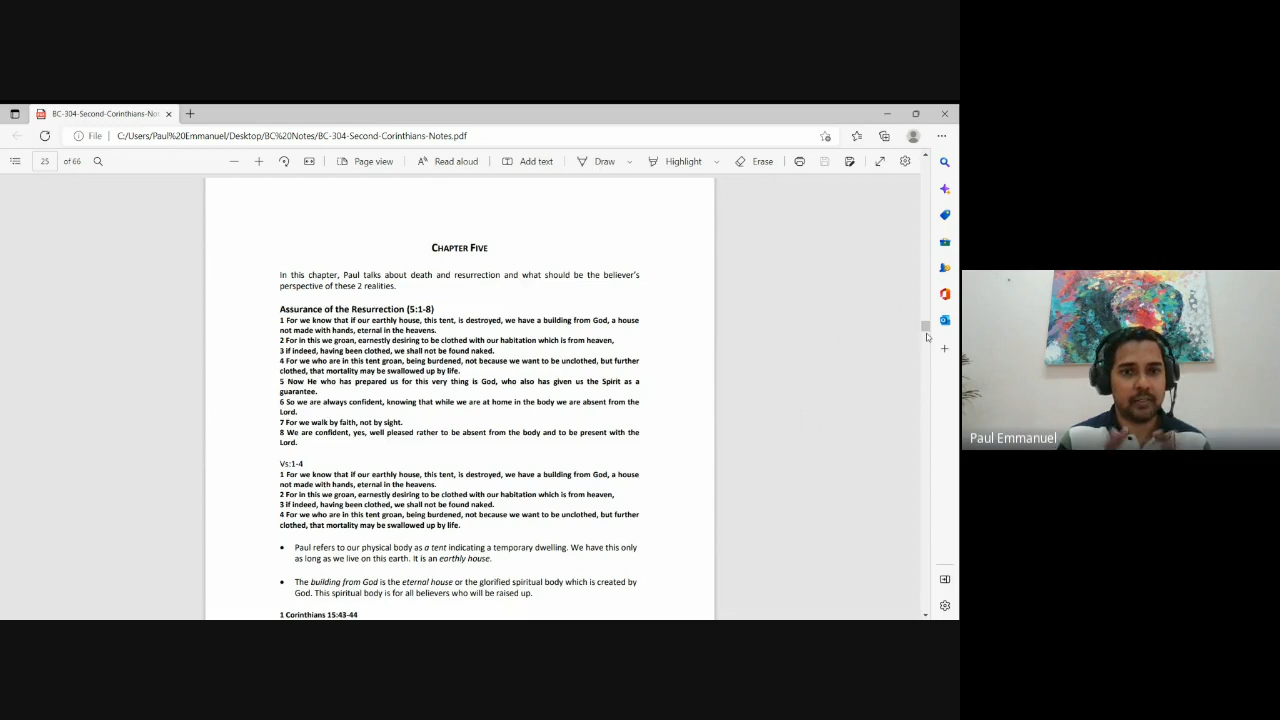 BC-304-Second-Corinthians-No
File
C:/Users/Paul%20Emmanuel/Desktop/BC%20Notes/BC-304-Second-Corinthians-Notes.pdf
25 of 66
Page view
Read aloud
Add text
Draw
Highlight
Erase
CHAPTER FIVE
In this chapter, Paul talks about death and resurrection and what should be the believer's
perspective of these 2 realities.
Assurance of the Resurrection (5:1-8)
1 For we know that if our earthly house, this tent, is destroyed, we have a building from God, a house
not made with hands, eternal in the heavens.
2 For in this we groan, earnestly desiring to be clothed with our habitation which is from heaven,
3 if indeed, having been clothed, we shall not be found naked.
4 For we who are in this tent groan, being burdened, not because we want to be unclothed, but further
clothed, that mortality may be swallowed up by life.
5 Now He who has prepared us for this very thing is God, who also has given us the Spirit as a
guarantee.
6 So we are always confident, knowing that while we are at home in the body we are absent from the
Lord.
7 For we walk by faith, not by sight.
8 We are confident, yes, well pleased rather to be absent from the body and to be present with the
Lord.
Vs:1-4
1 For we know that if our earthly house, this tent, is destroyed, we have a building from God, a house
not made with hands, eternal in the heavens.
2 For in this we groan, earnestly desiring to be clothed with our habitation which is from heaven,
3 if indeed, having been clothed, we shall not be found naked.
4 For we who are in this tent groan, being burdened, not because we want to be unclothed, but further
clothed, that mortality may be swallowed up by life.
• Paul refers to our physical body as a tent indicating a temporary dwelling. We have this only
as long as we live on this earth. It is an earthly house.
• The building from God is the eternal house or the glorified spiritual body which is created by
God. This spiritual body is for all believers who will be raised up.
1 Corinthians 15:43-44
Paul Emmanuel